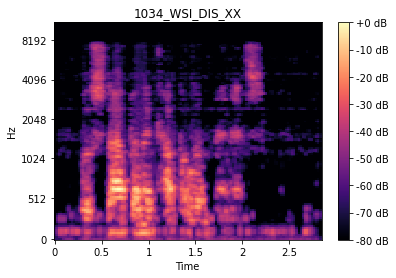 1034_WSI_DIS_XX
Hz
8192
4096
2048
1024
512
0
0
0.5
1
1.5
2
2.5
Time
+0 dB
-10 dB
-20 dB
-30 dB
-40 dB
-50 dB
-60 dB
-70 dB
-80 dB